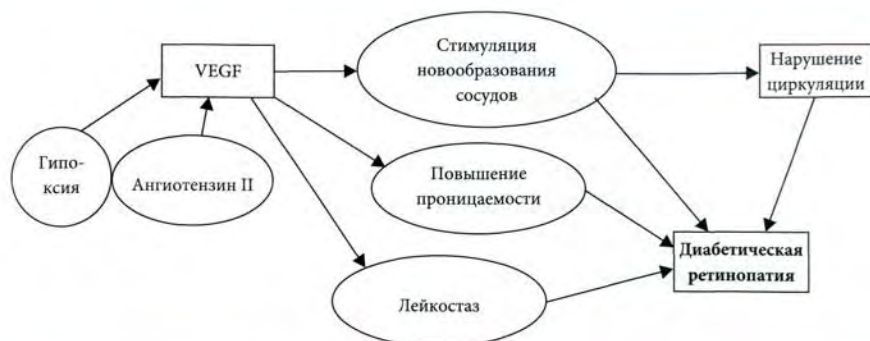 VEGF
Стимуляция
новообразования
сосудов
Нарушение
циркуляции
Гипо-
ксия
Ангиотензин II
Повышение
проницаемости
Диабетическая
ретинопатия
Лейкостаз